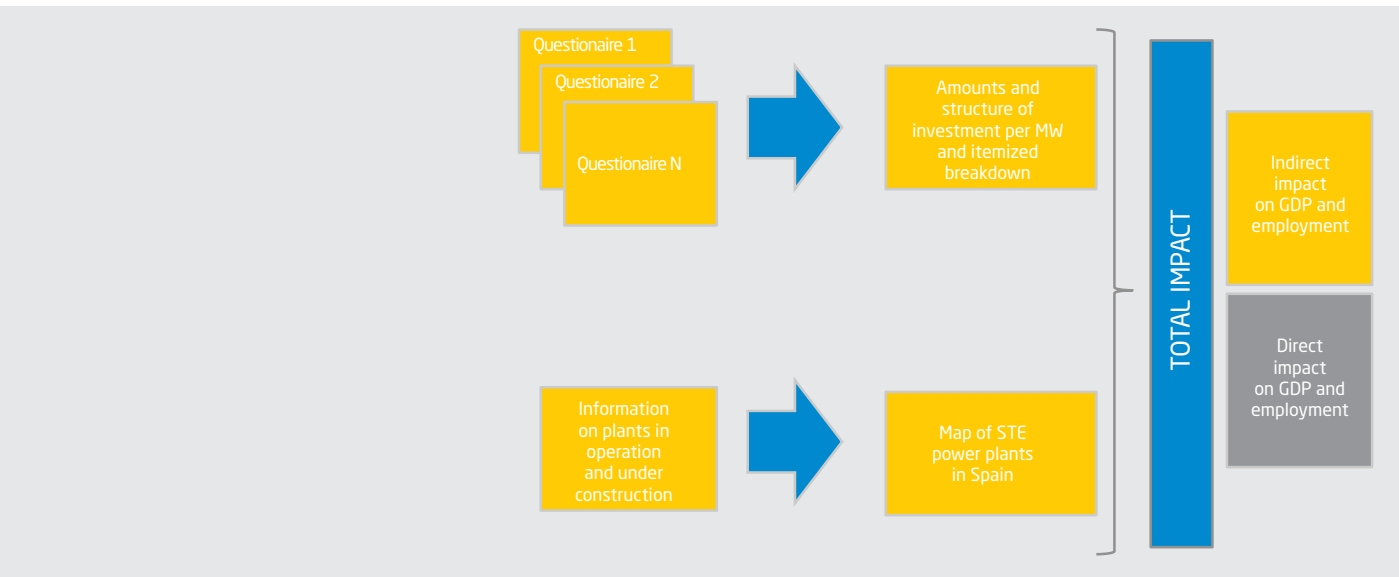 Questionaire 1
Questionaire 2
Questionaire N
Amounts and
structure of
investment per MW
and itemized
breakdown
Information
on plants in
operation
and under
construction
Map of STE
power plants
in Spain
TOTAL IMPACT
Indirect
impact
on GDP and
employment
Direct
impact
on GDP and
employment